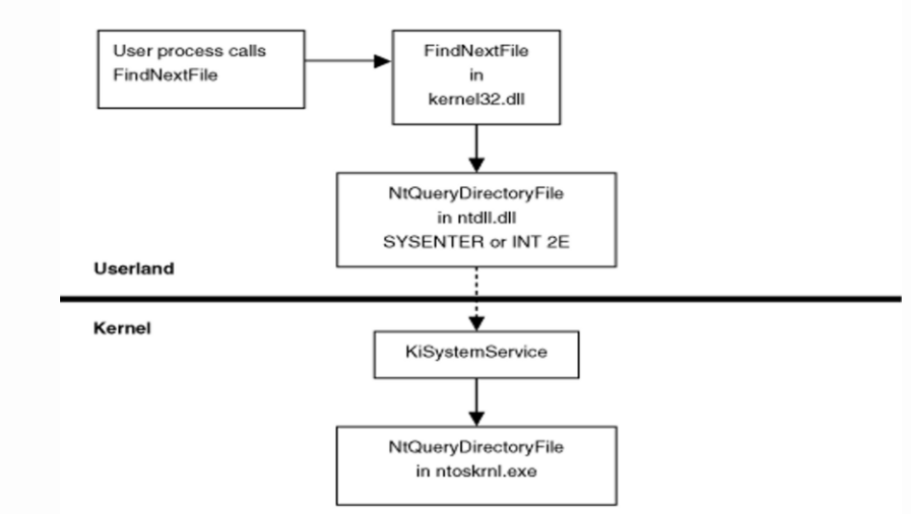 User process calls
FindNextFile
FindNextFile
in
kernel32.dll
NtQueryDirectoryFile
in ntdll.dll
SYSENTER or INT 2E
Userland
Kernel
KiSystemService
NtQueryDirectoryFile
in ntoskrnl.exe